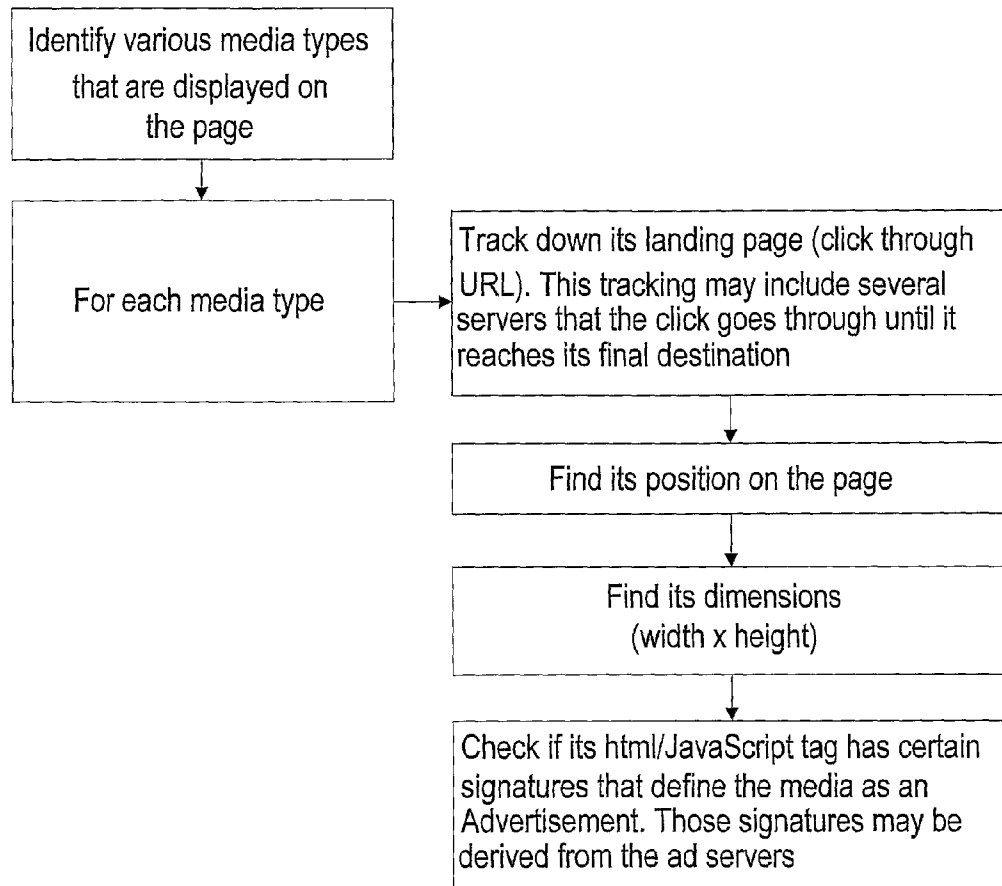 Identify various media types
that are displayed on
the page
For each media type
Track down its landing page (click through
URL). This tracking may include several
servers that the click goes through until it
reaches its final destination
Find its position on the page
Find its dimensions
(width x height)
Check if its html/JavaScript tag has certain
signatures that define the media as an
Advertisement. Those signatures may be
derived from the ad servers